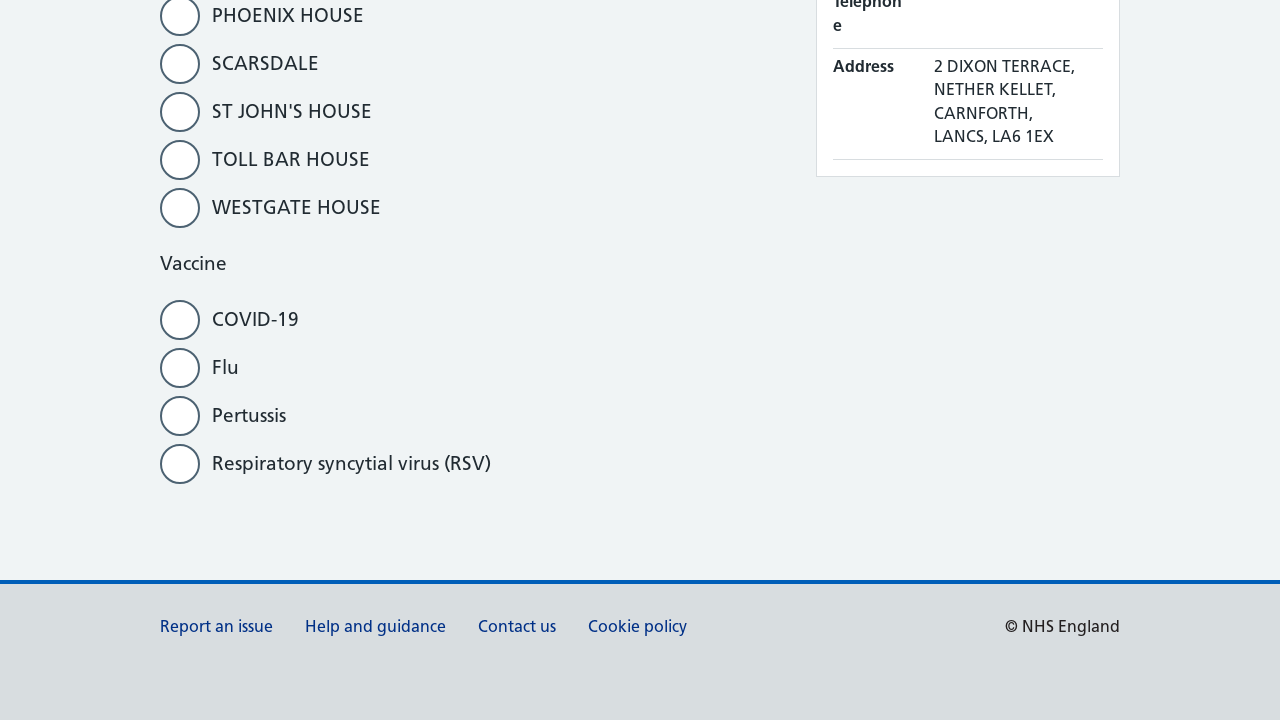 PHOENIX HOUSE
SCARSDALE
ST JOHN'S HOUSE
TOLL BAR HOUSE
WESTGATE HOUSE
Vaccine
COVID-19
Flu
Pertussis
Respiratory syncytial virus (RSV)
Telephon
e
Address
2 DIXON TERRACE,
NETHER KELLET,
CARNFORTH,
LANCS, LA6 1EX
Report an issue
Help and guidance
Contact us
Cookie policy
© NHS England